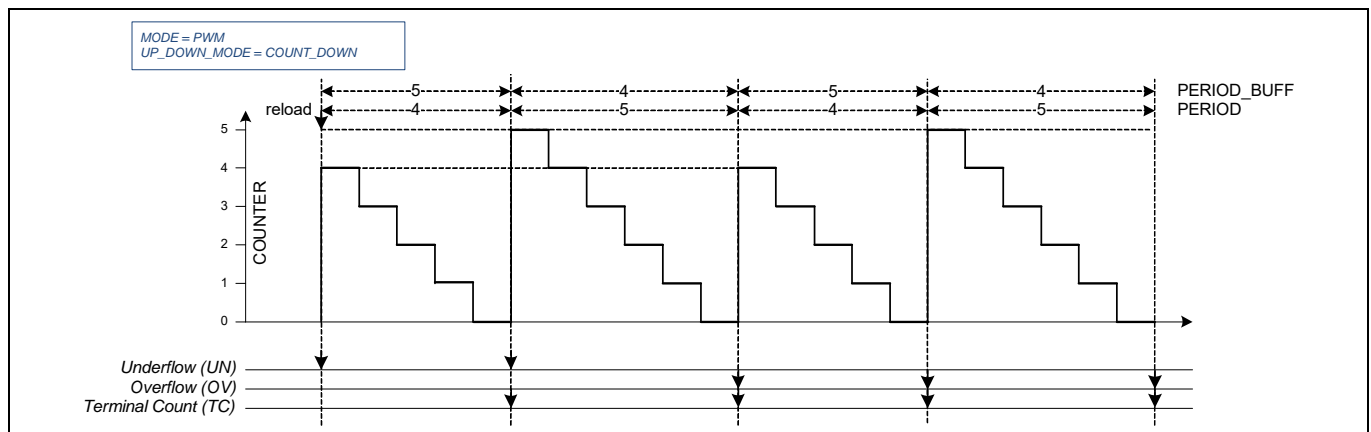 MODE = PWM
UP_DOWN_MODE = COUNT_DOWN
5 4 5 4 PERIOD_BUFF
reload 4 5 4 5 PERIOD
5
4
3
2
1
0
COUNTER
Underflow (UN)
Overflow (OV)
Terminal Count (TC)